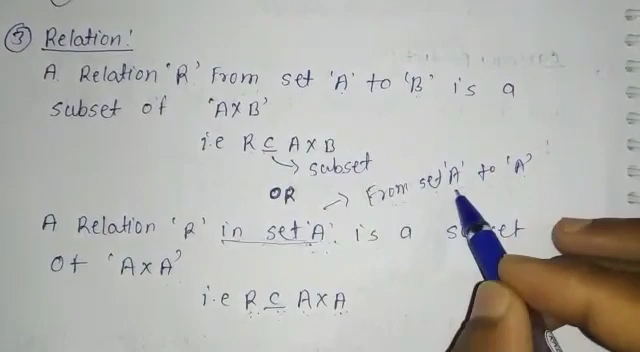 ③ Relation!
A Relation 'R' From set 'A' to 'B' is a
subset of 'A×B'
i.e R ⊆ A×B
subset
OR
From set 'A' to 'A'
A Relation 'R' in set 'A'. is a
Of 'A×A'
i.e R ⊆ A×A